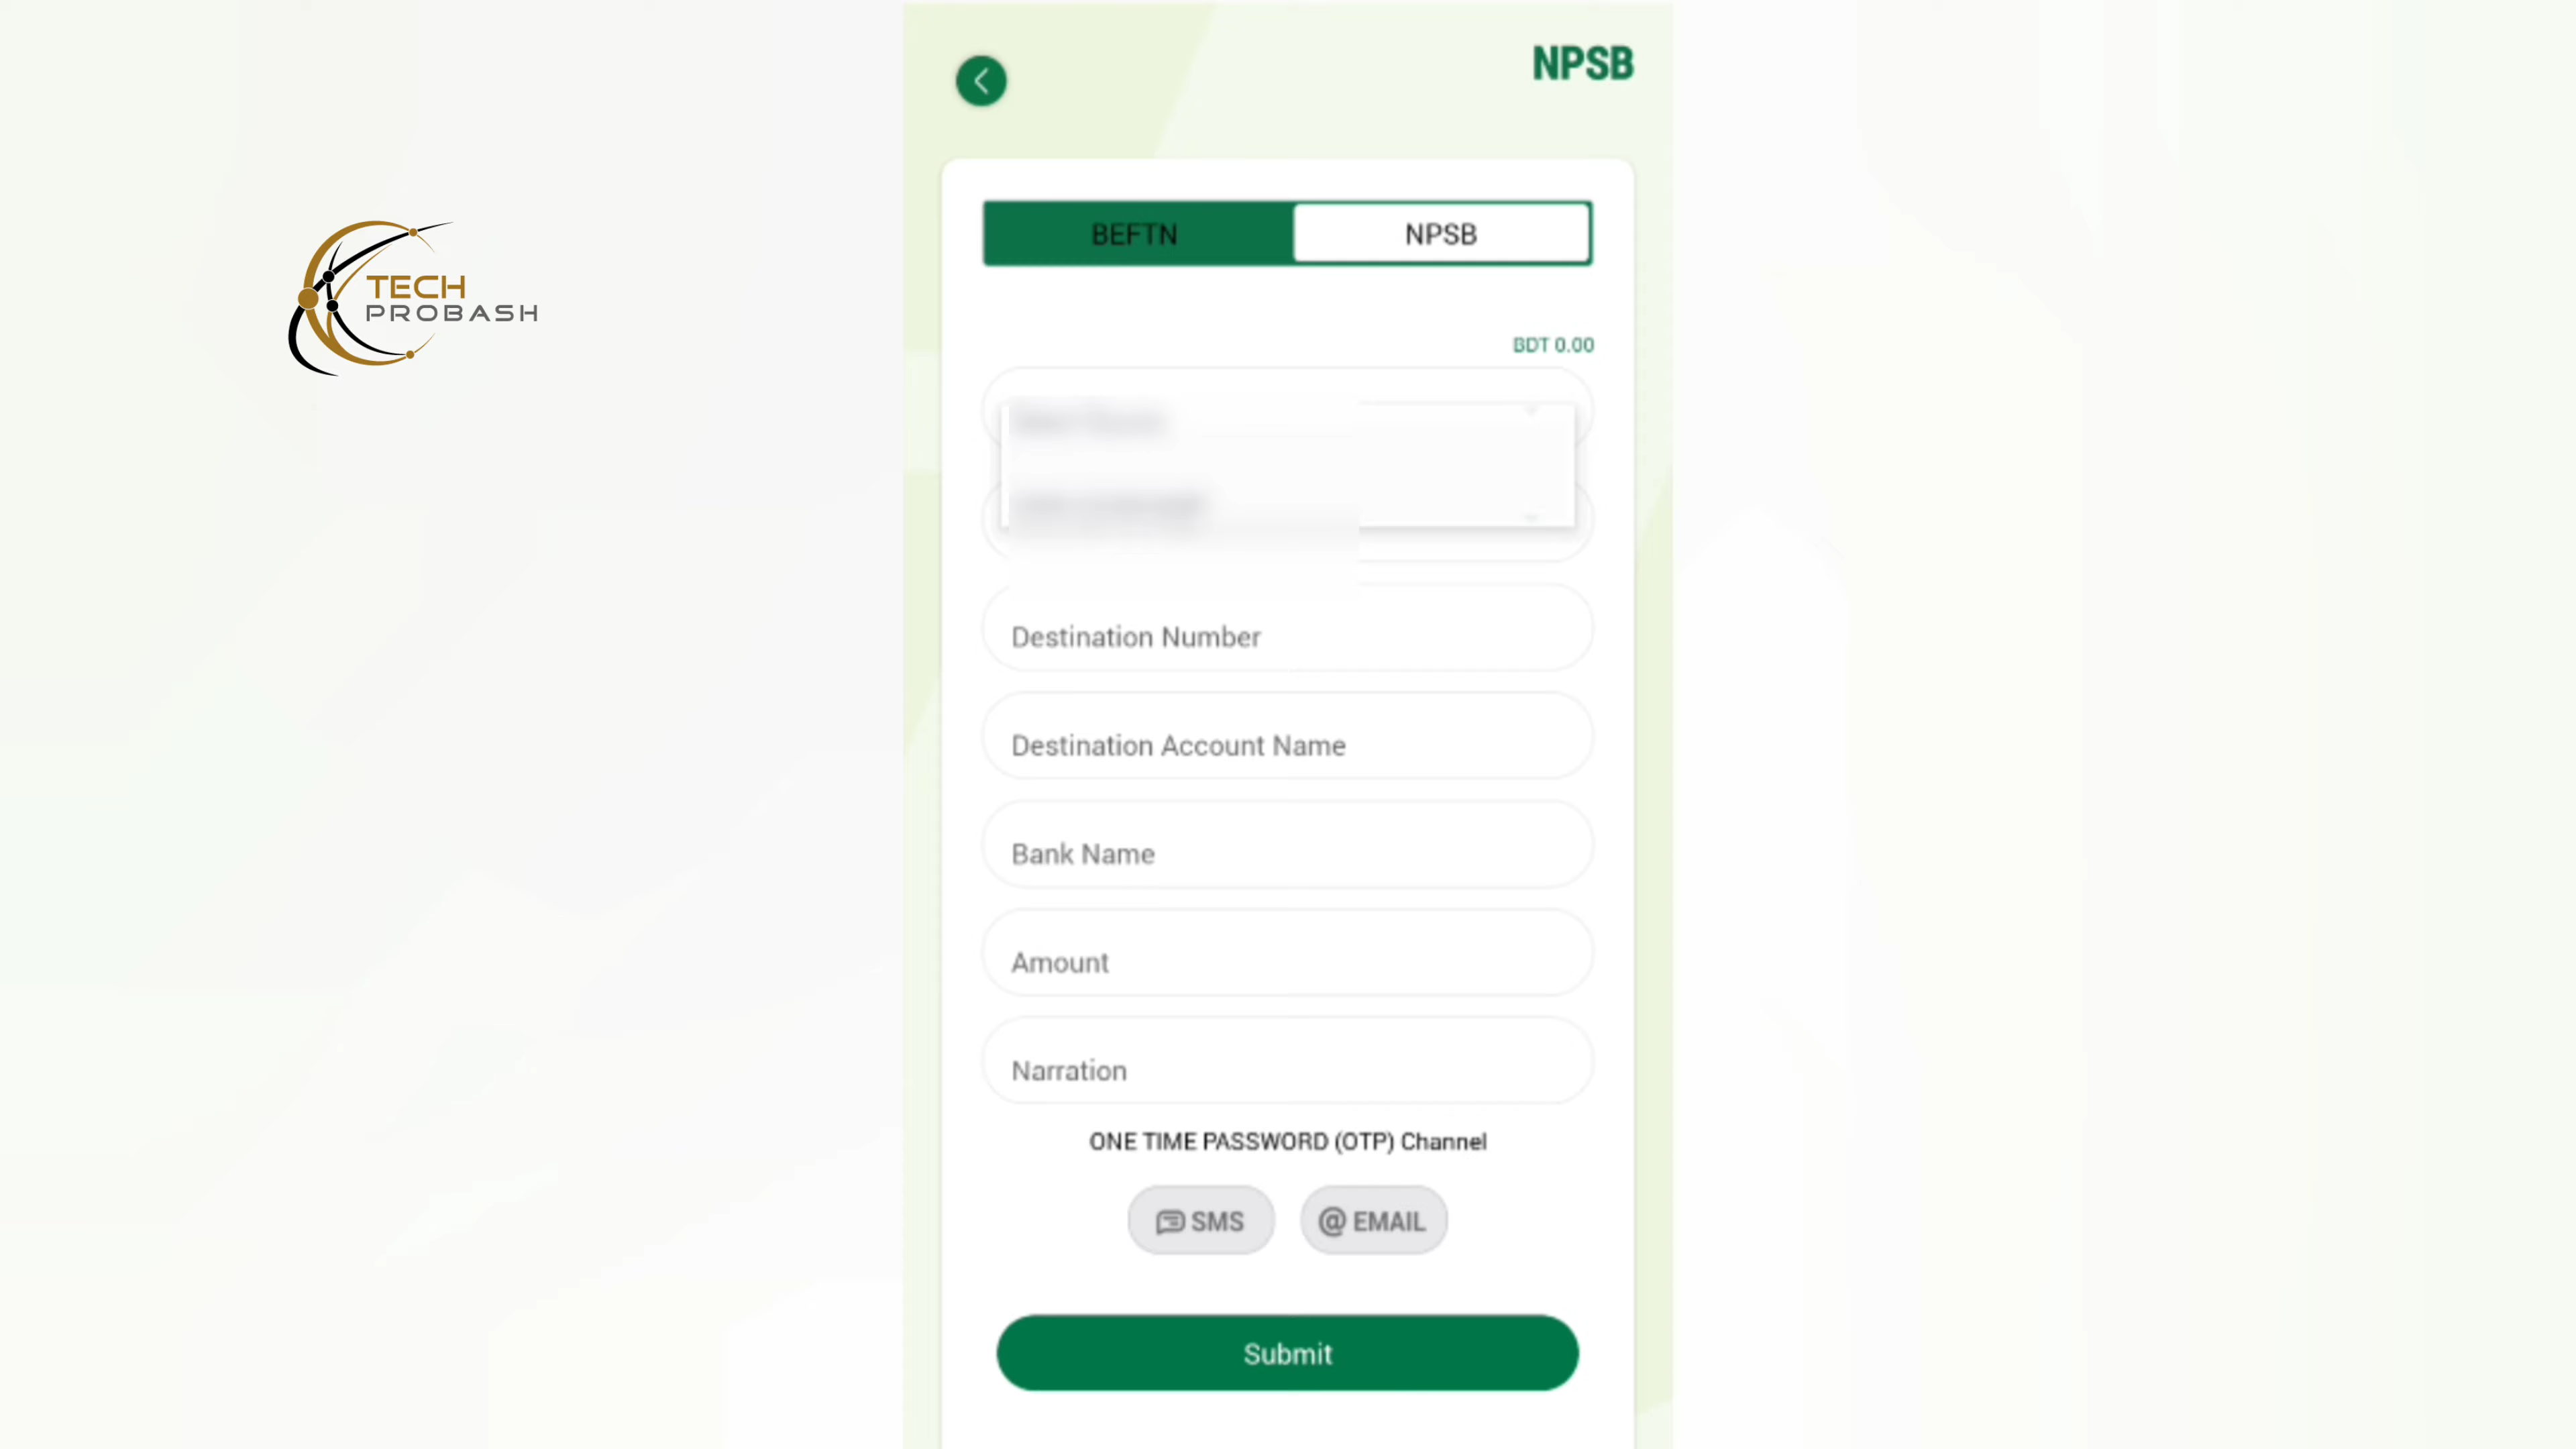 NPSB
TECH
PROBASH
BEFTN
NPSB
BDT 0.00
Destination Number
Destination Account Name
Bank Name
Amount
Narration
ONE TIME PASSWORD (OTP) Channel
SMS
@ EMAIL
Submit